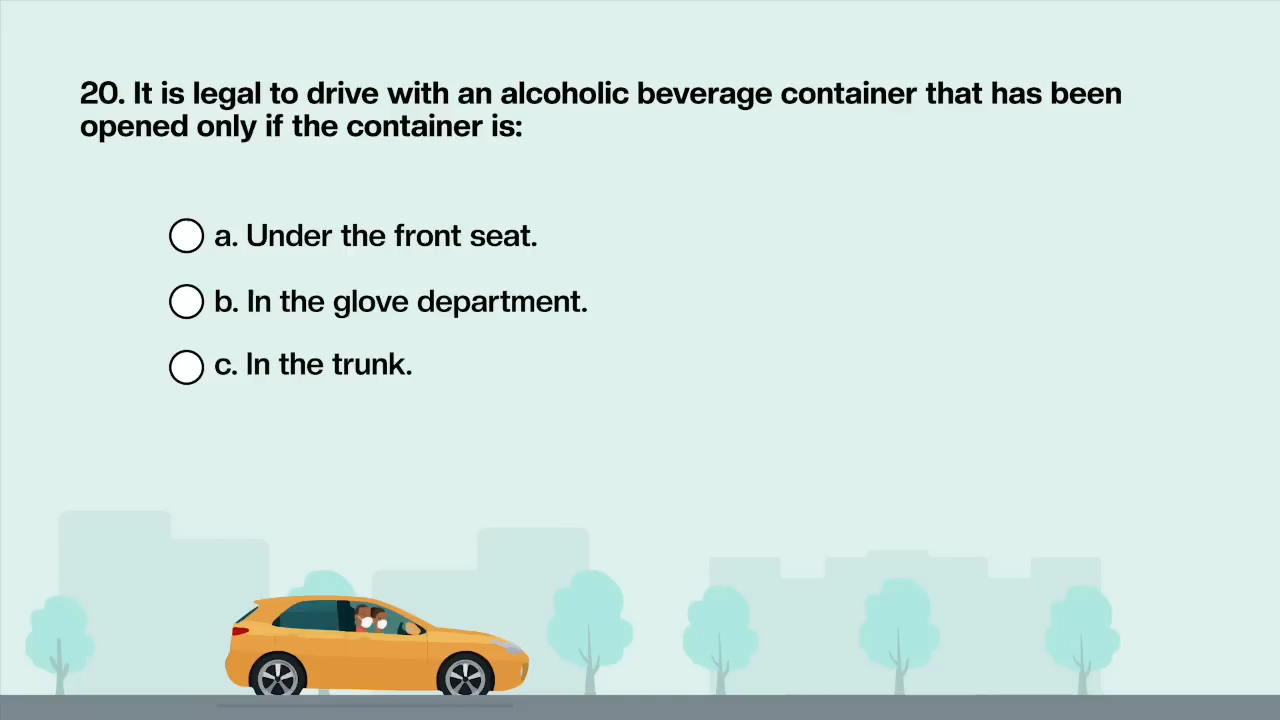 20. It is legal to drive with an alcoholic beverage container that has been
opened only if the container is:
a. Under the front seat.
b. In the glove department.
c. In the trunk.